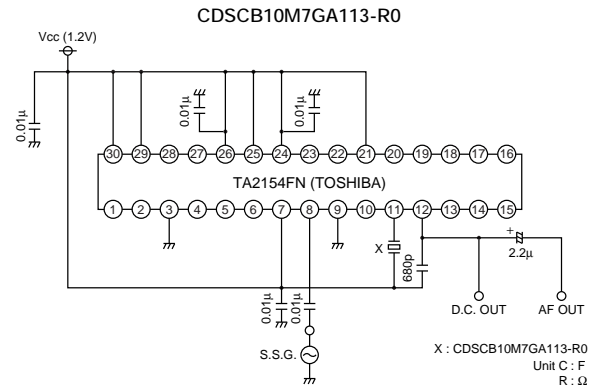 CDSCB10M7GA113-R0
Vcc (1.2V)
0.01µ
0.01µ
0.01µ
30 29 28 27 26 25 24 23 22 21 20 19 18 17 16
TA2154FN (TOSHIBA)
1 2 3 4 5 6 7 8 9 10 11 12 13 14 15
X
680p
+
2.2µ
0.01µ
0.01µ
D.C. OUT
AF OUT
S.S.G.
X : CDSCB10M7GA113-R0
Unit C : F
R : Ω